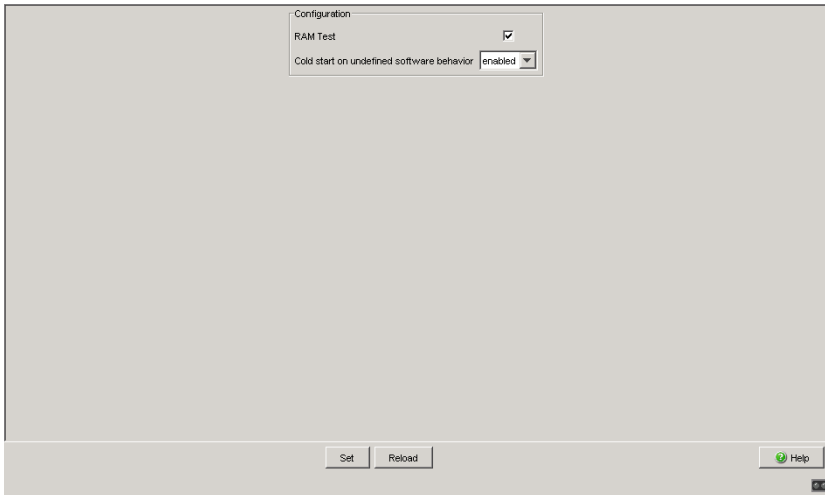 Configuration
RAM Test
Cold start on undefined software behavior enabled
Set Reload Help